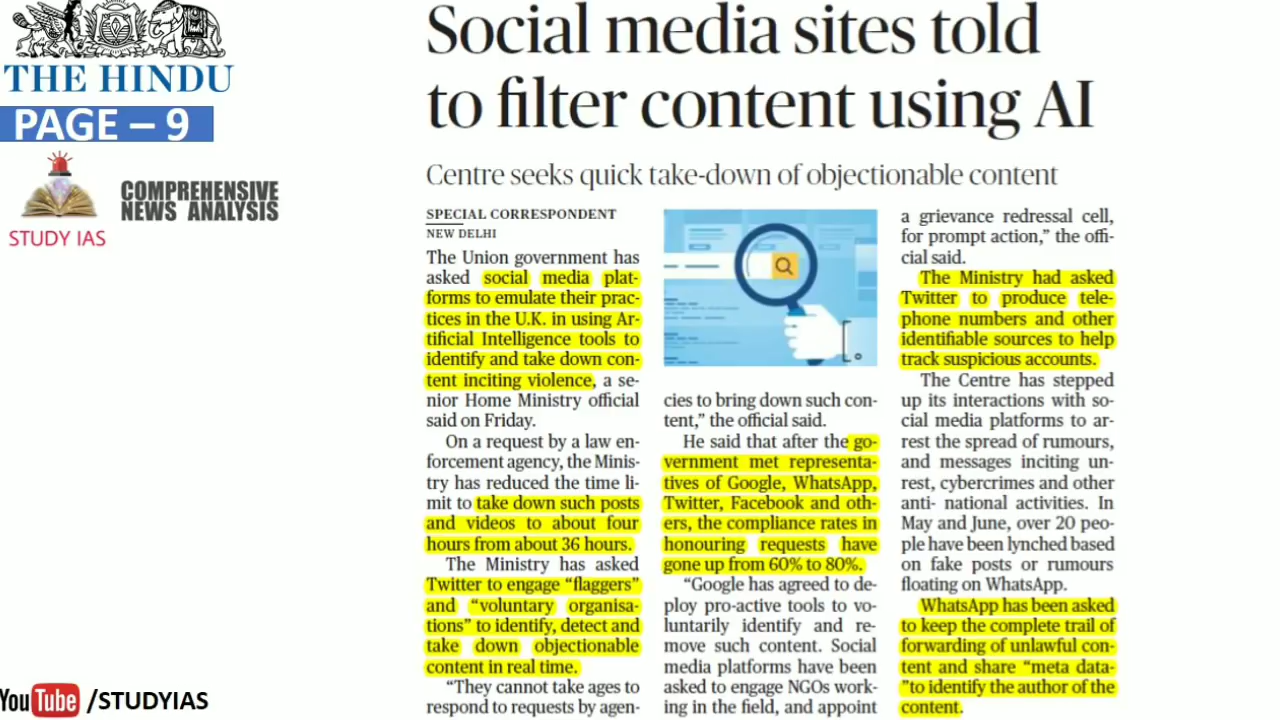 THE HINDU
PAGE – 9
COMPREHENSIVE
NEWS ANALYSIS
STUDY IAS
Social media sites told
to filter content using AI
Centre seeks quick take-down of objectionable content
SPECIAL CORRESPONDENT
NEW DELHI
The Union government has
asked social media plat-
forms to emulate their prac-
tices in the U.K. in using Ar-
tificial Intelligence tools to
identify and take down con-
tent inciting violence, a se-
nior Home Ministry official
said on Friday.
On a request by a law en-
forcement agency, the Minis-
try has reduced the time li-
mit to take down such posts
and videos to about four
hours from about 36 hours.
The Ministry has asked
Twitter to engage “flaggers”
and “voluntary organisa-
tions” to identify, detect and
take down objectionable
content in real time.
“They cannot take ages to
respond to requests by agen-
cies to bring down such con-
tent,” the official said.
He said that after the go-
vernment met representa-
tives of Google, WhatsApp,
Twitter, Facebook and oth-
ers, the compliance rates in
honouring requests have
gone up from 60% to 80%.
“Google has agreed to de-
ploy pro-active tools to vo-
luntarily identify and re-
move such content. Social
media platforms have been
asked to engage NGOs work-
ing in the field, and appoint
a grievance redressal cell,
for prompt action,” the offi-
cial said.
The Ministry had asked
Twitter to produce tele-
phone numbers and other
identifiable sources to help
track suspicious accounts.
The Centre has stepped
up its interactions with so-
cial media platforms to ar-
rest the spread of rumours,
and messages inciting un-
rest, cybercrimes and other
anti- national activities. In
May and June, over 20 peo-
ple have been lynched based
on fake posts or rumours
floating on WhatsApp.
WhatsApp has been asked
to keep the complete trail of
forwarding of unlawful con-
tent and share “meta data-
”to identify the author of the
content.
YouTube /STUDYIAS